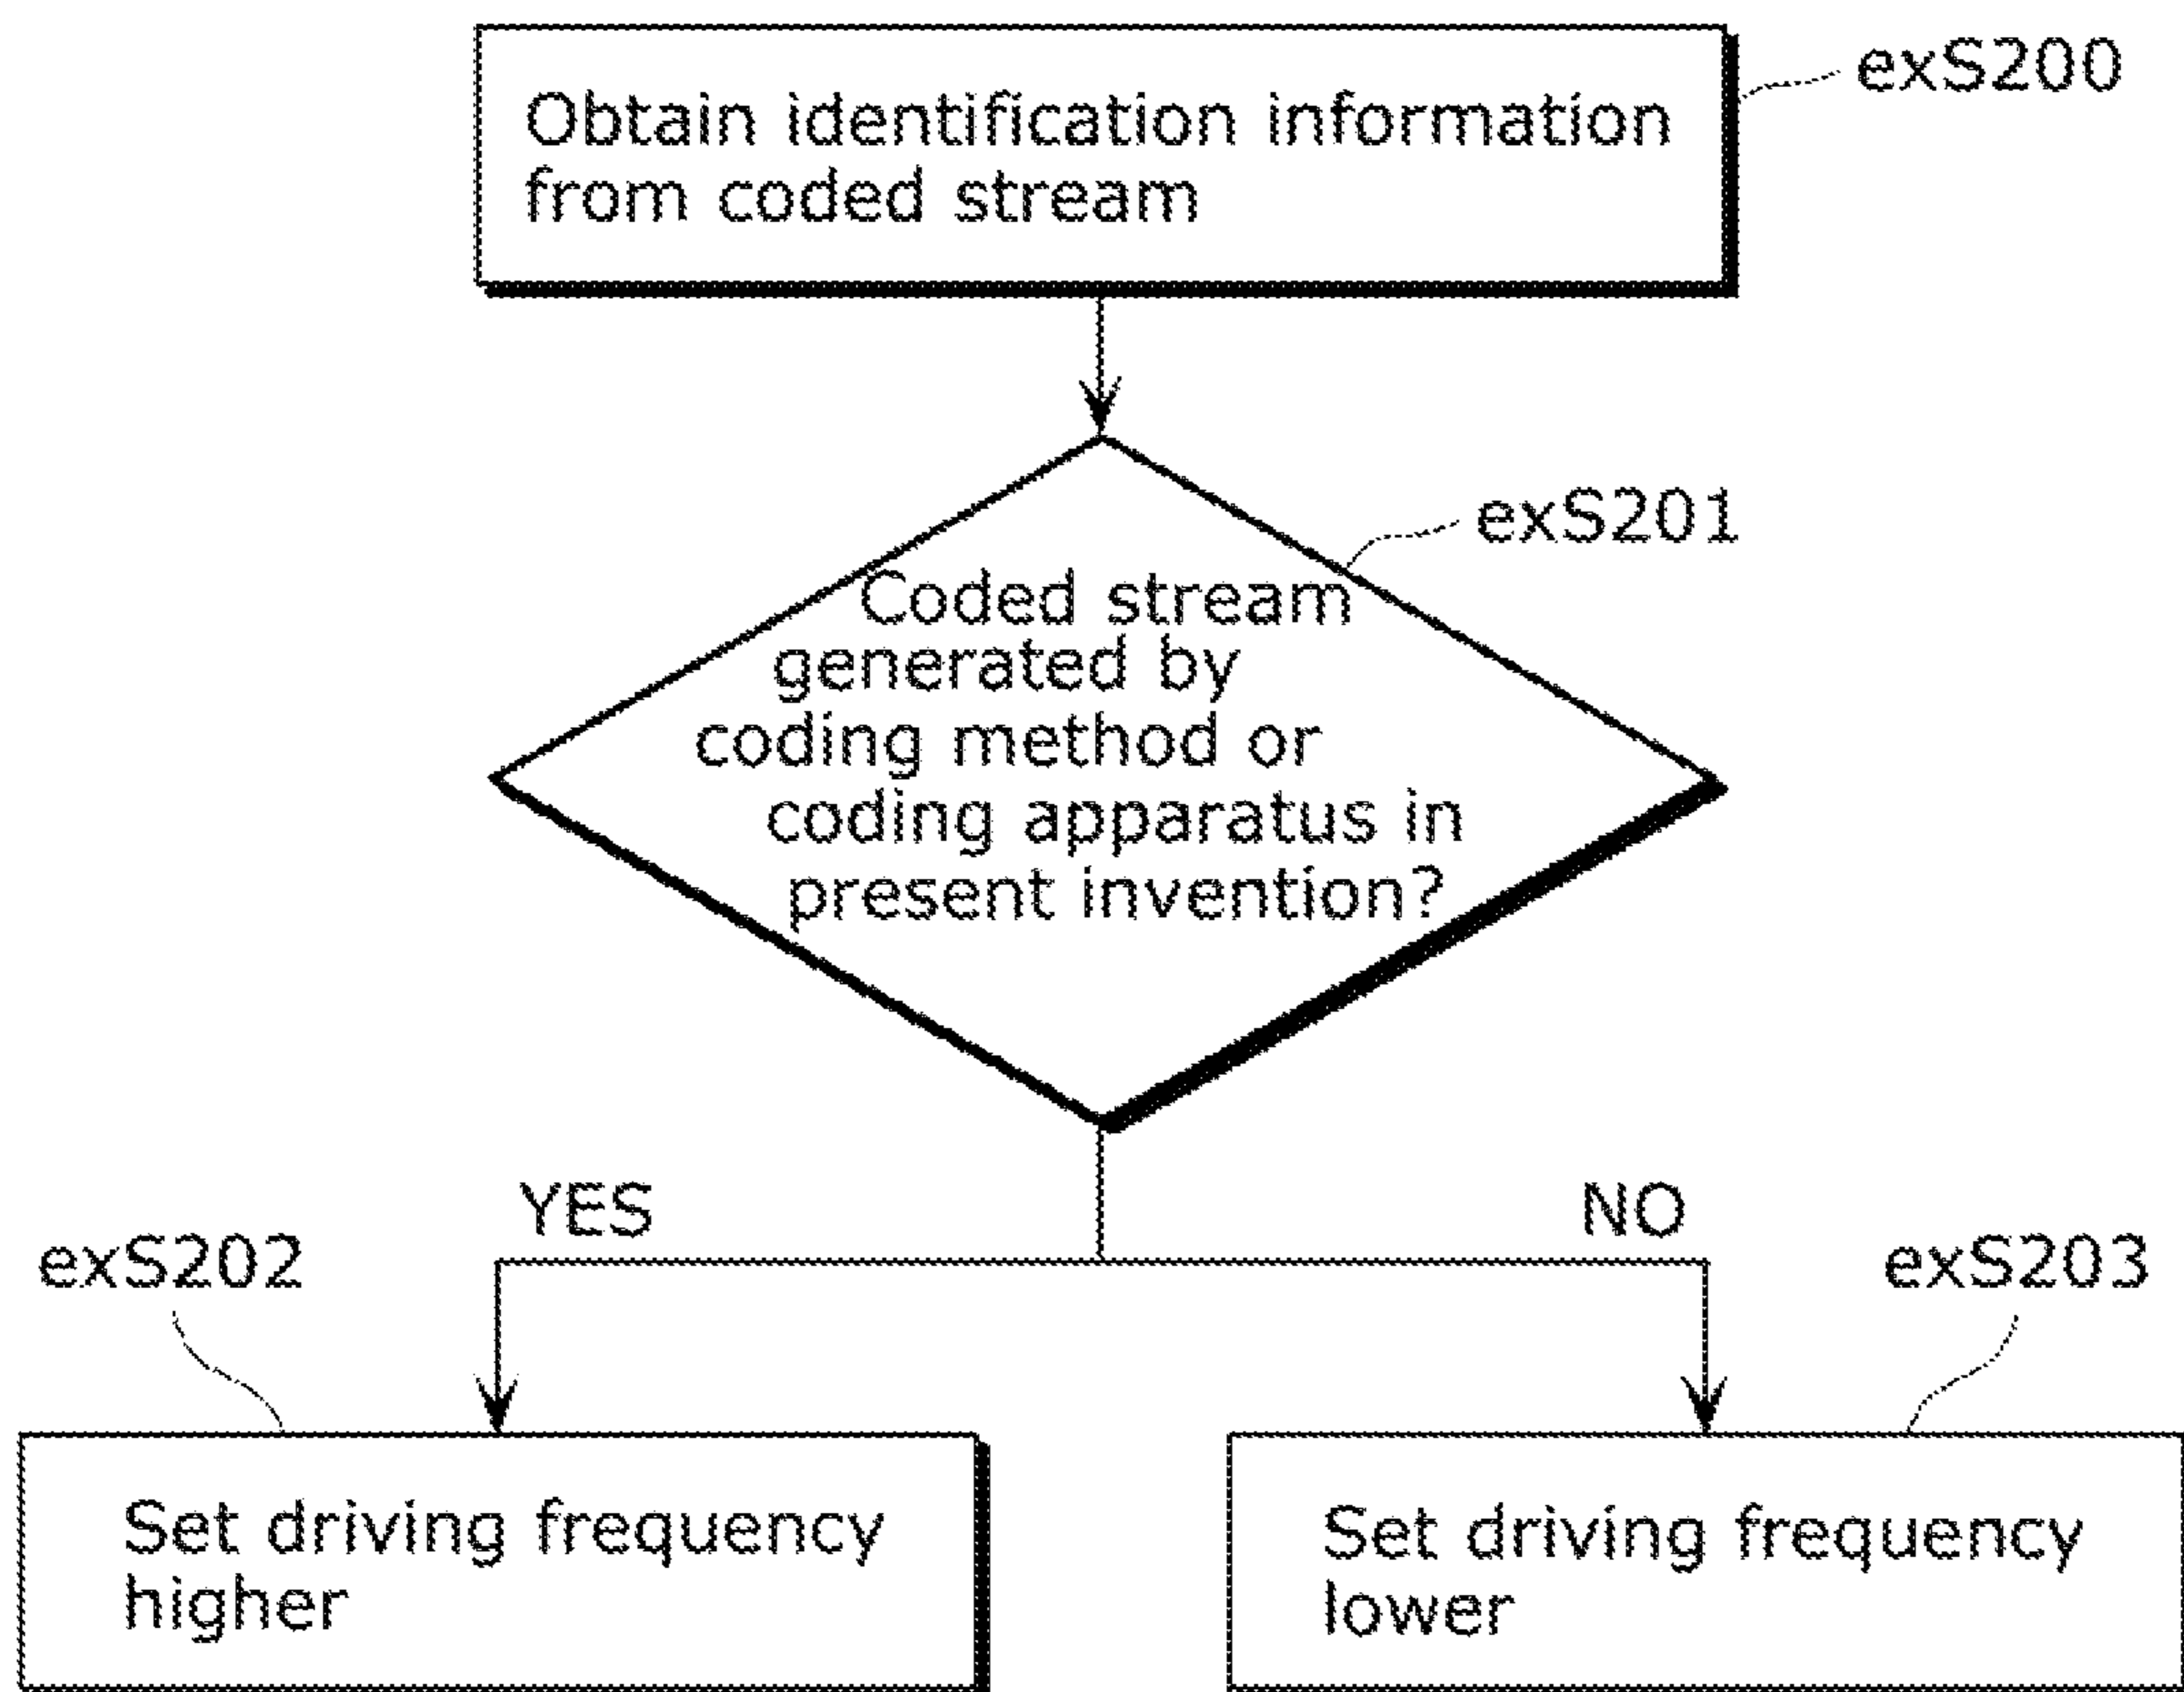 exS200
Obtain identification information
from coded stream
exS201
Coded stream
generated by
coding method or
coding apparatus in
present invention?
YES
NO
exS202
exS203
Set driving frequency
higher
Set driving frequency
lower